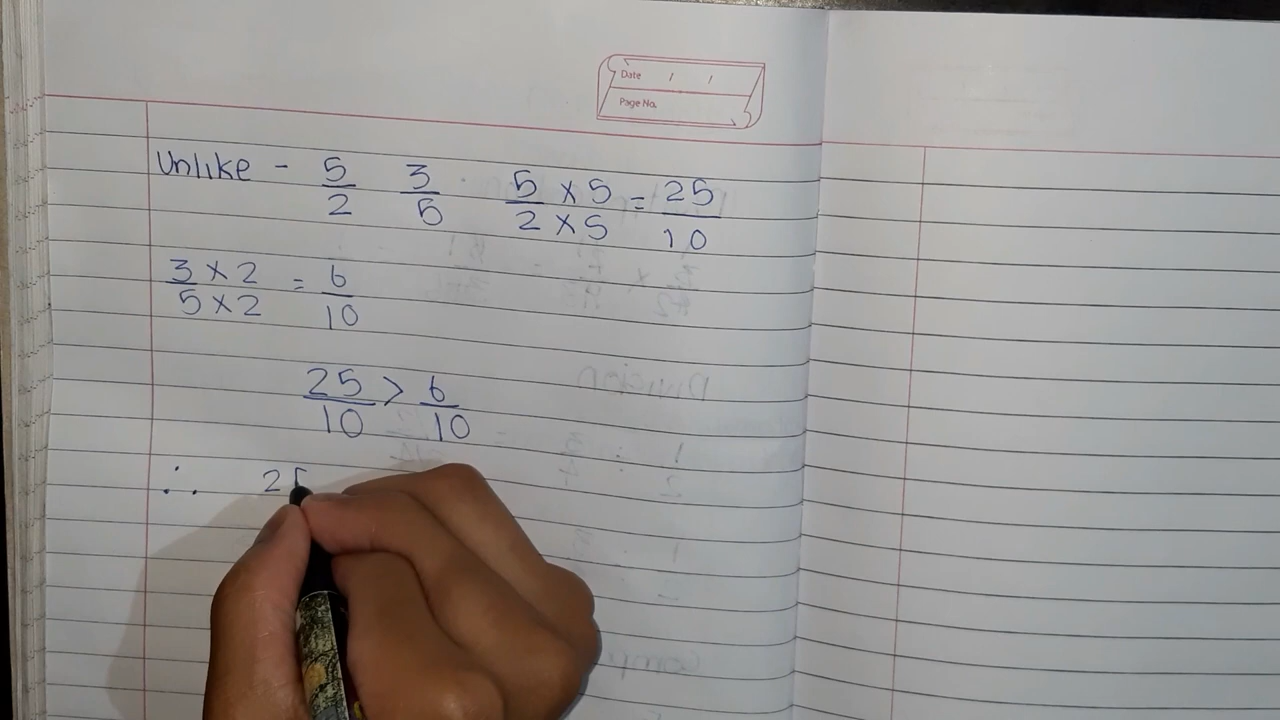 Date / /
Page No.
Unlike - 5/2 3/5 5×5/2×5 = 25/10
3×2/5×2 = 6/10
25/10 > 6/10
∴ 25